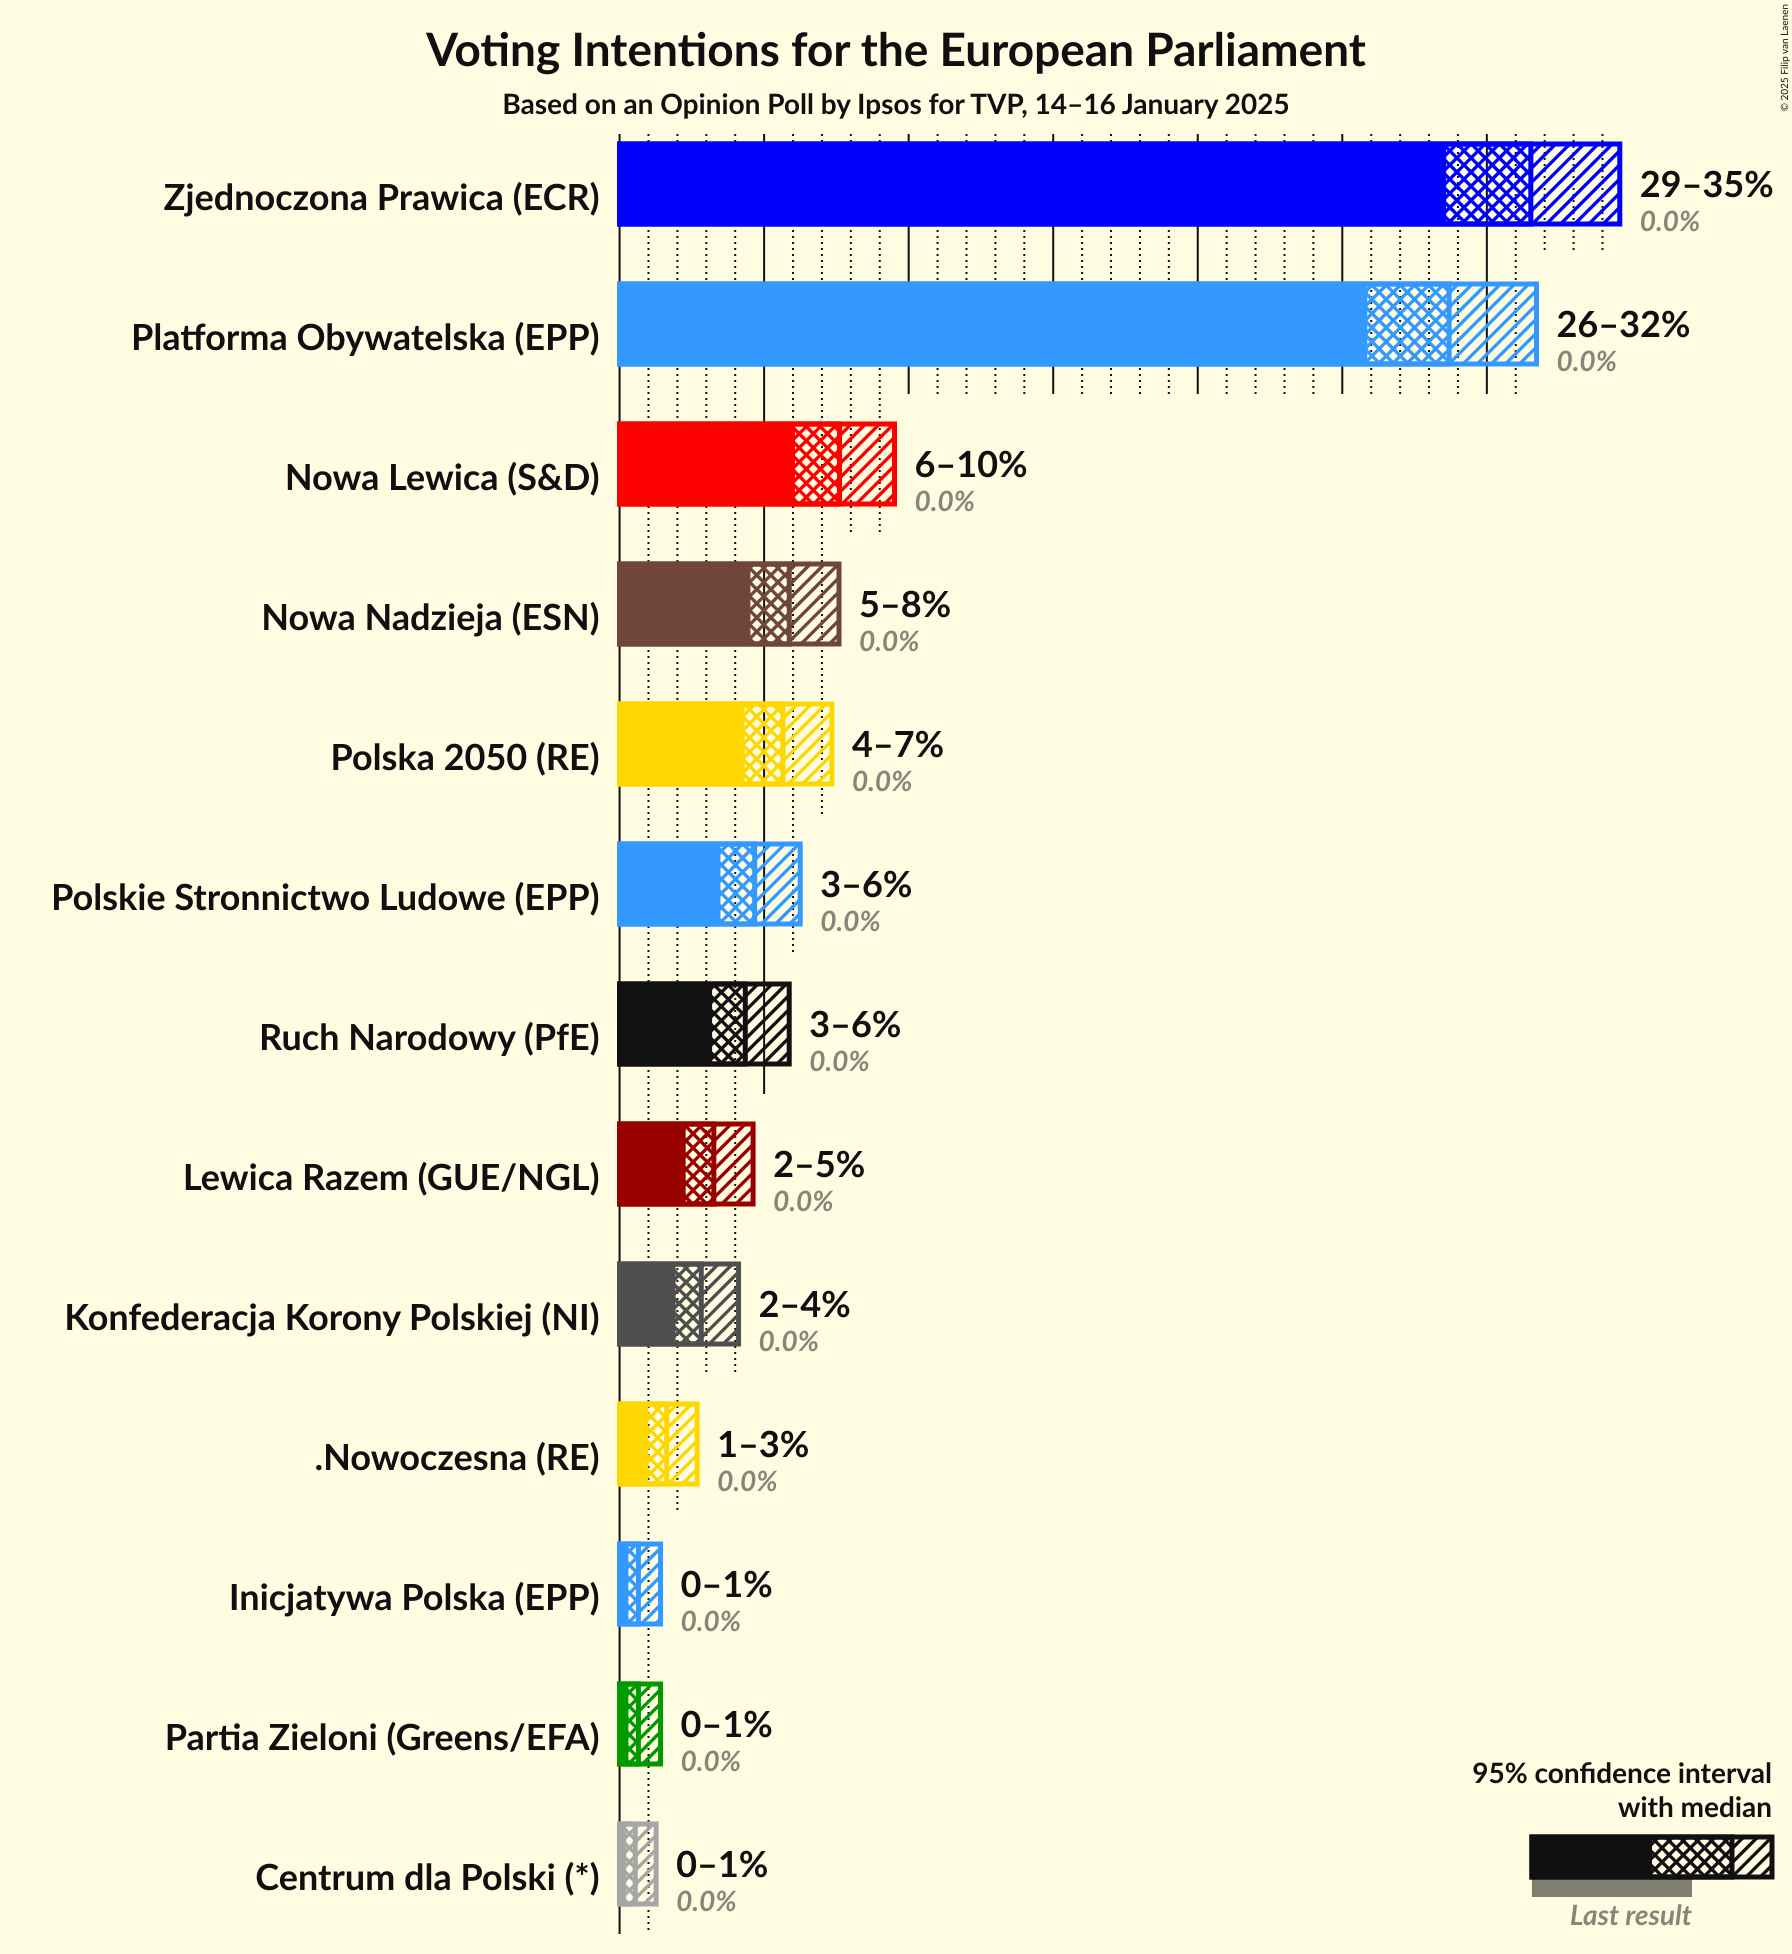 Voting Intentions for the European Parliament
Based on an Opinion Poll by Ipsos for TVP, 14–16 January 2025
© 2025 Filip van Laenen
Zjednoczona Prawica (ECR)
29–35%
0.0%
Platforma Obywatelska (EPP)
26–32%
0.0%
Nowa Lewica (S&D)
6–10%
0.0%
Nowa Nadzieja (ESN)
5–8%
0.0%
Polska 2050 (RE)
4–7%
0.0%
Polskie Stronnictwo Ludowe (EPP)
3–6%
0.0%
Ruch Narodowy (PfE)
3–6%
0.0%
Lewica Razem (GUE/NGL)
2–5%
0.0%
Konfederacja Korony Polskiej (NI)
2–4%
0.0%
.Nowoczesna (RE)
1–3%
0.0%
Inicjatywa Polska (EPP)
0–1%
0.0%
Partia Zieloni (Greens/EFA)
0–1%
0.0%
Centrum dla Polski (*)
0–1%
0.0%
95% confidence interval
with median
Last result